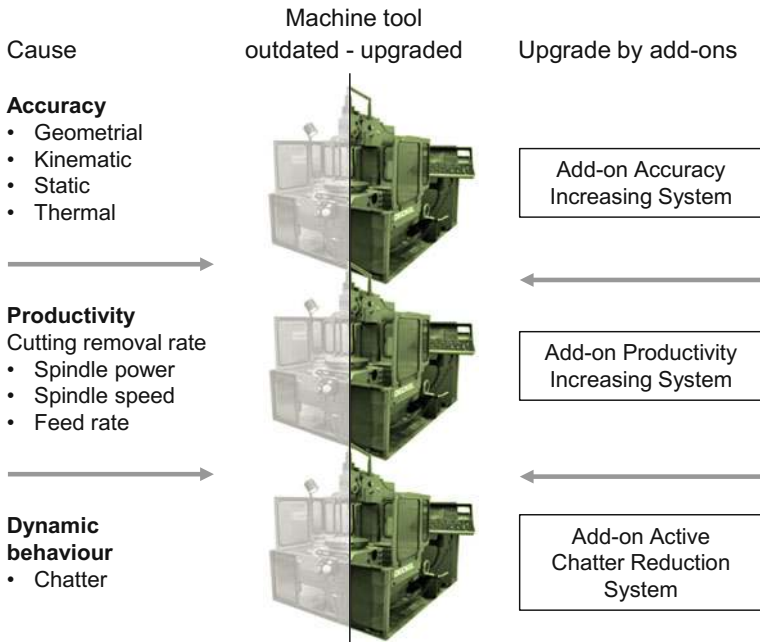 Machine tool
Cause
outdated - upgraded
Upgrade by add-ons
Accuracy
• Geometrial
• Kinematic
• Static
• Thermal
Add-on Accuracy
Increasing System
Productivity
Cutting removal rate
• Spindle power
• Spindle speed
• Feed rate
Add-on Productivity
Increasing System
Dynamic
behaviour
• Chatter
Add-on Active
Chatter Reduction
System